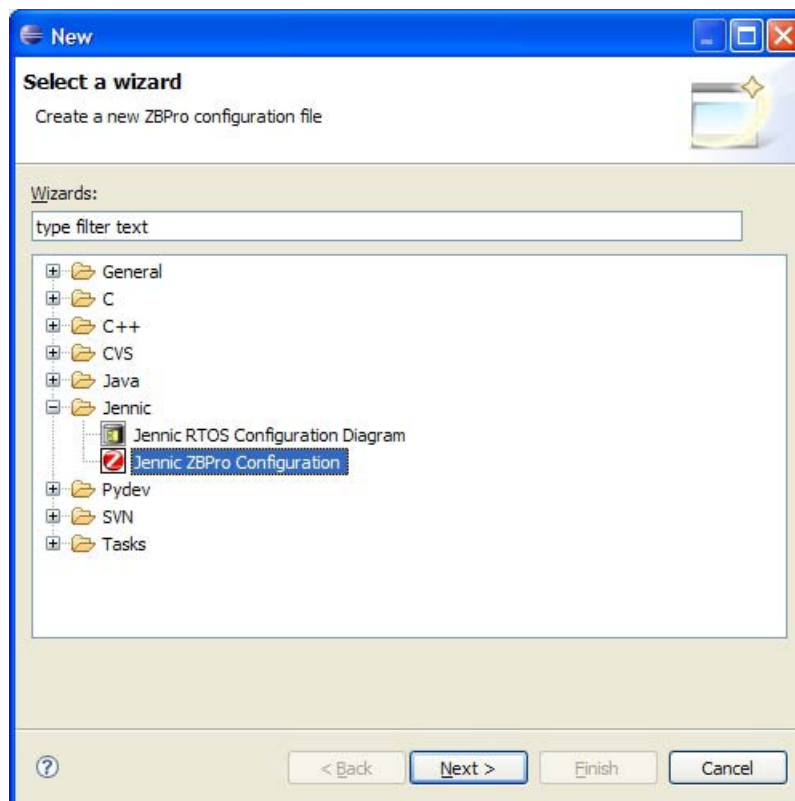 New
Select a wizard
Create a new ZBPro configuration file
Wizards:
type filter text
General
C
C++
CVS
Java
Jennic
Jennic RTOS Configuration Diagram
Jennic ZBPro Configuration
Pydev
SVN
Tasks
< Back Next > Finish Cancel